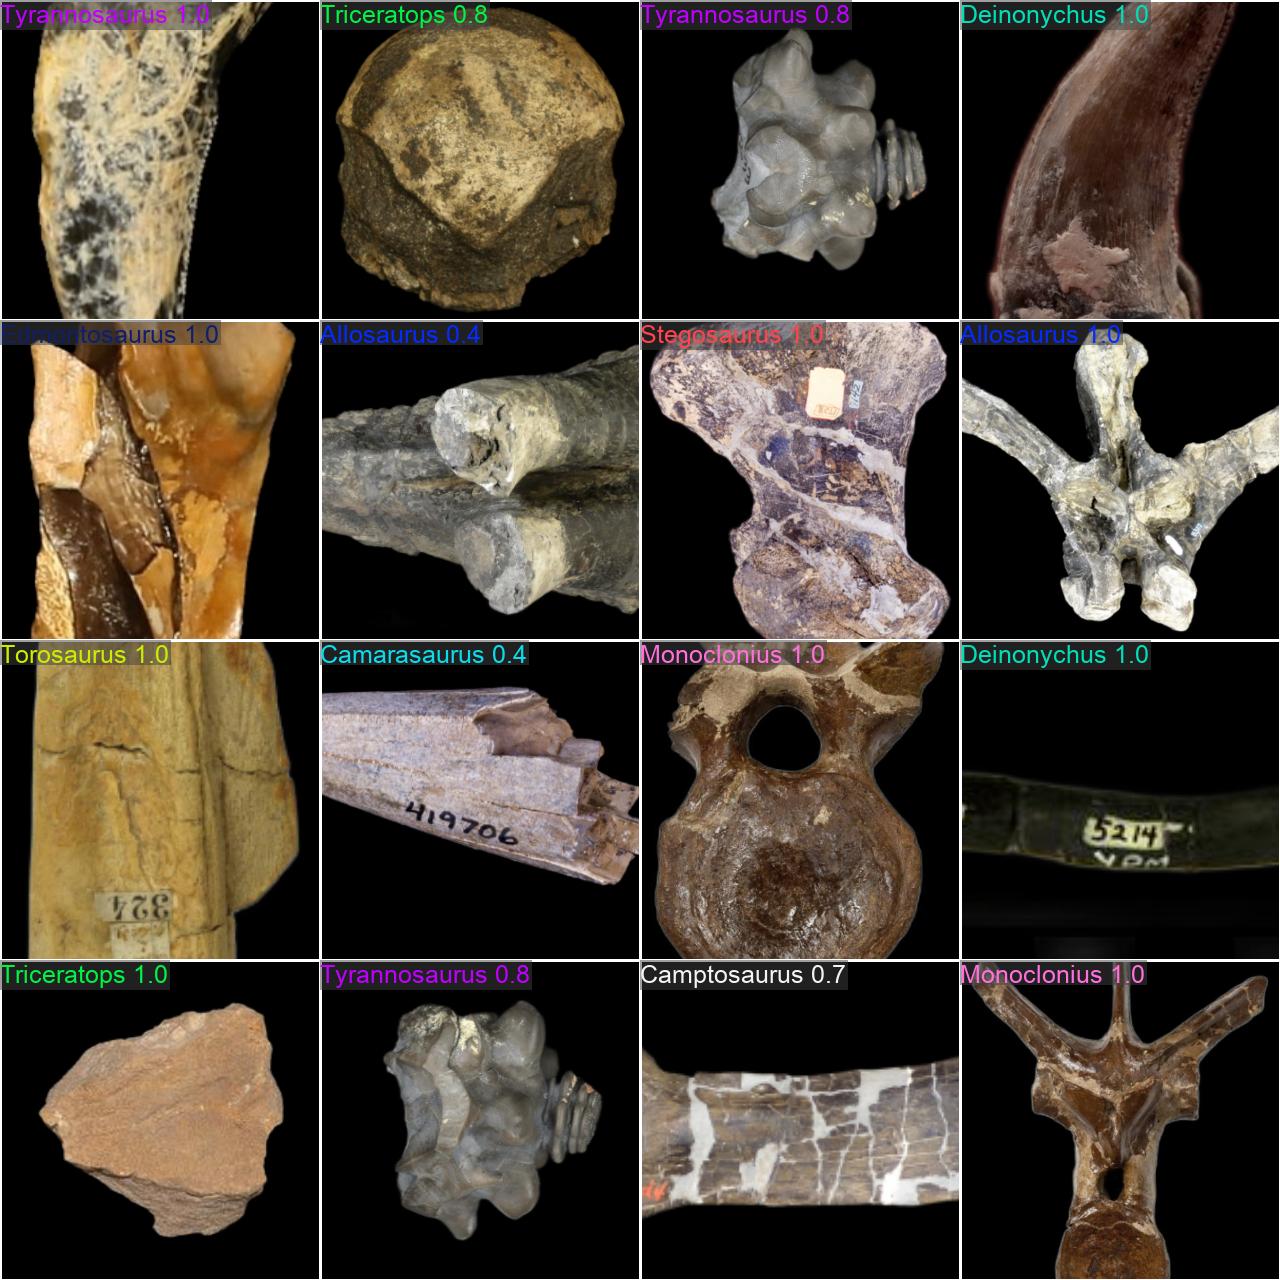 Tyrannosaurus 1.0
Triceratops 0.8
Tyrannosaurus 0.8
Deinonychus 1.0
Edmontosaurus 1.0
Allosaurus 0.4
Stegosaurus 1.0
Allosaurus 1.0
Torosaurus 1.0
Camarasaurus 0.4
Monoclonius 1.0
Deinonychus 1.0
324
419706
5214
YPM
Triceratops 1.0
Tyrannosaurus 0.8
Camptosaurus 0.7
Monoclonius 1.0